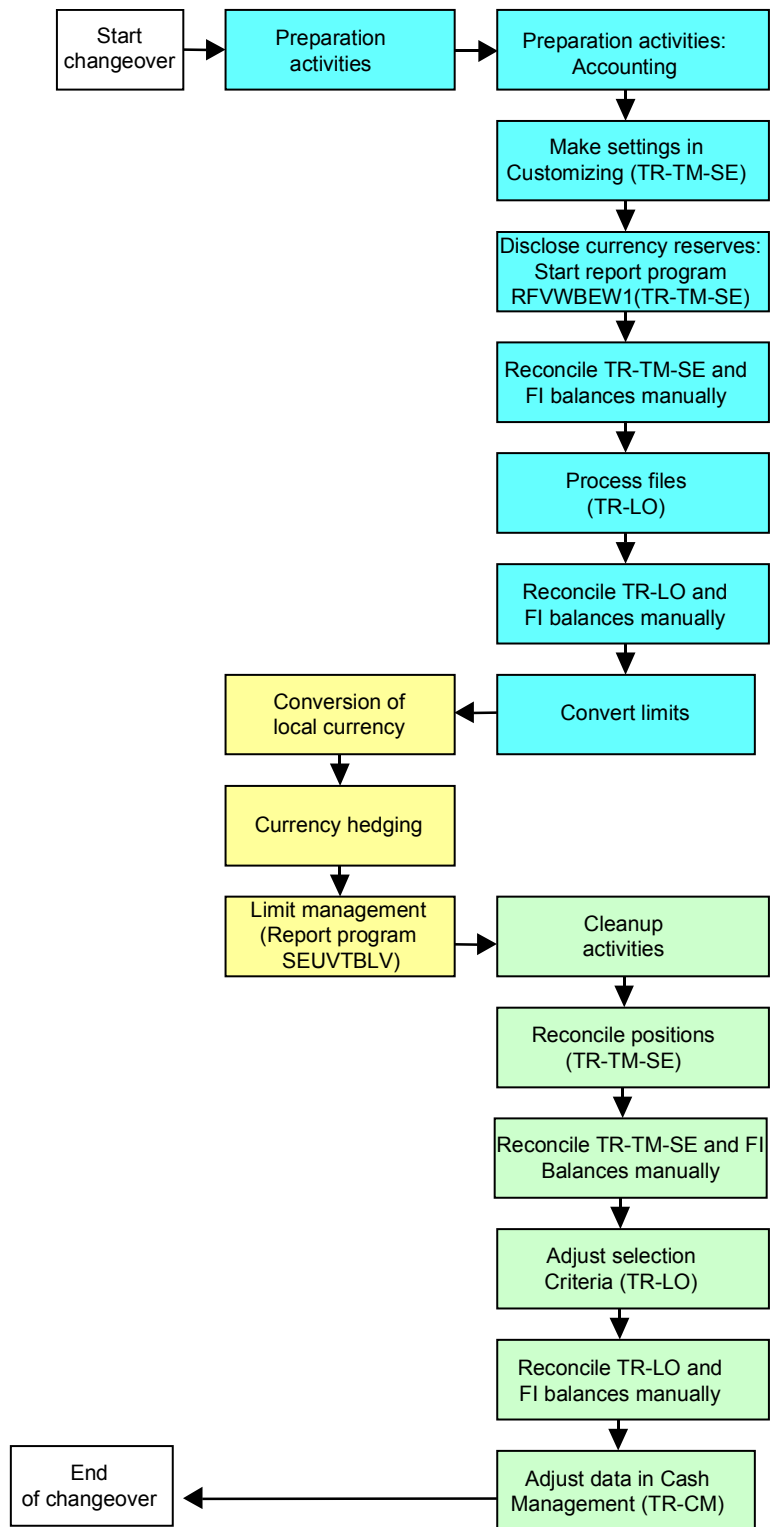 Start
changeover
Preparation
activities
Preparation activities:
Accounting
Make settings in
Customizing (TR-TM-SE)
Disclose currency reserves:
Start report program
RFVWBEW1(TR-TM-SE)
Reconcile TR-TM-SE and
FI balances manually
Process files
(TR-LO)
Reconcile TR-LO and
FI balances manually
Convert limits
Conversion of
local currency
Currency hedging
Limit management
(Report program
SEUVTBLV)
Cleanup
activities
Reconcile positions
(TR-TM-SE)
Reconcile TR-TM-SE and FI
Balances manually
Adjust selection
Criteria (TR-LO)
Reconcile TR-LO and
FI balances manually
Adjust data in Cash
Management (TR-CM)
End
of changeover